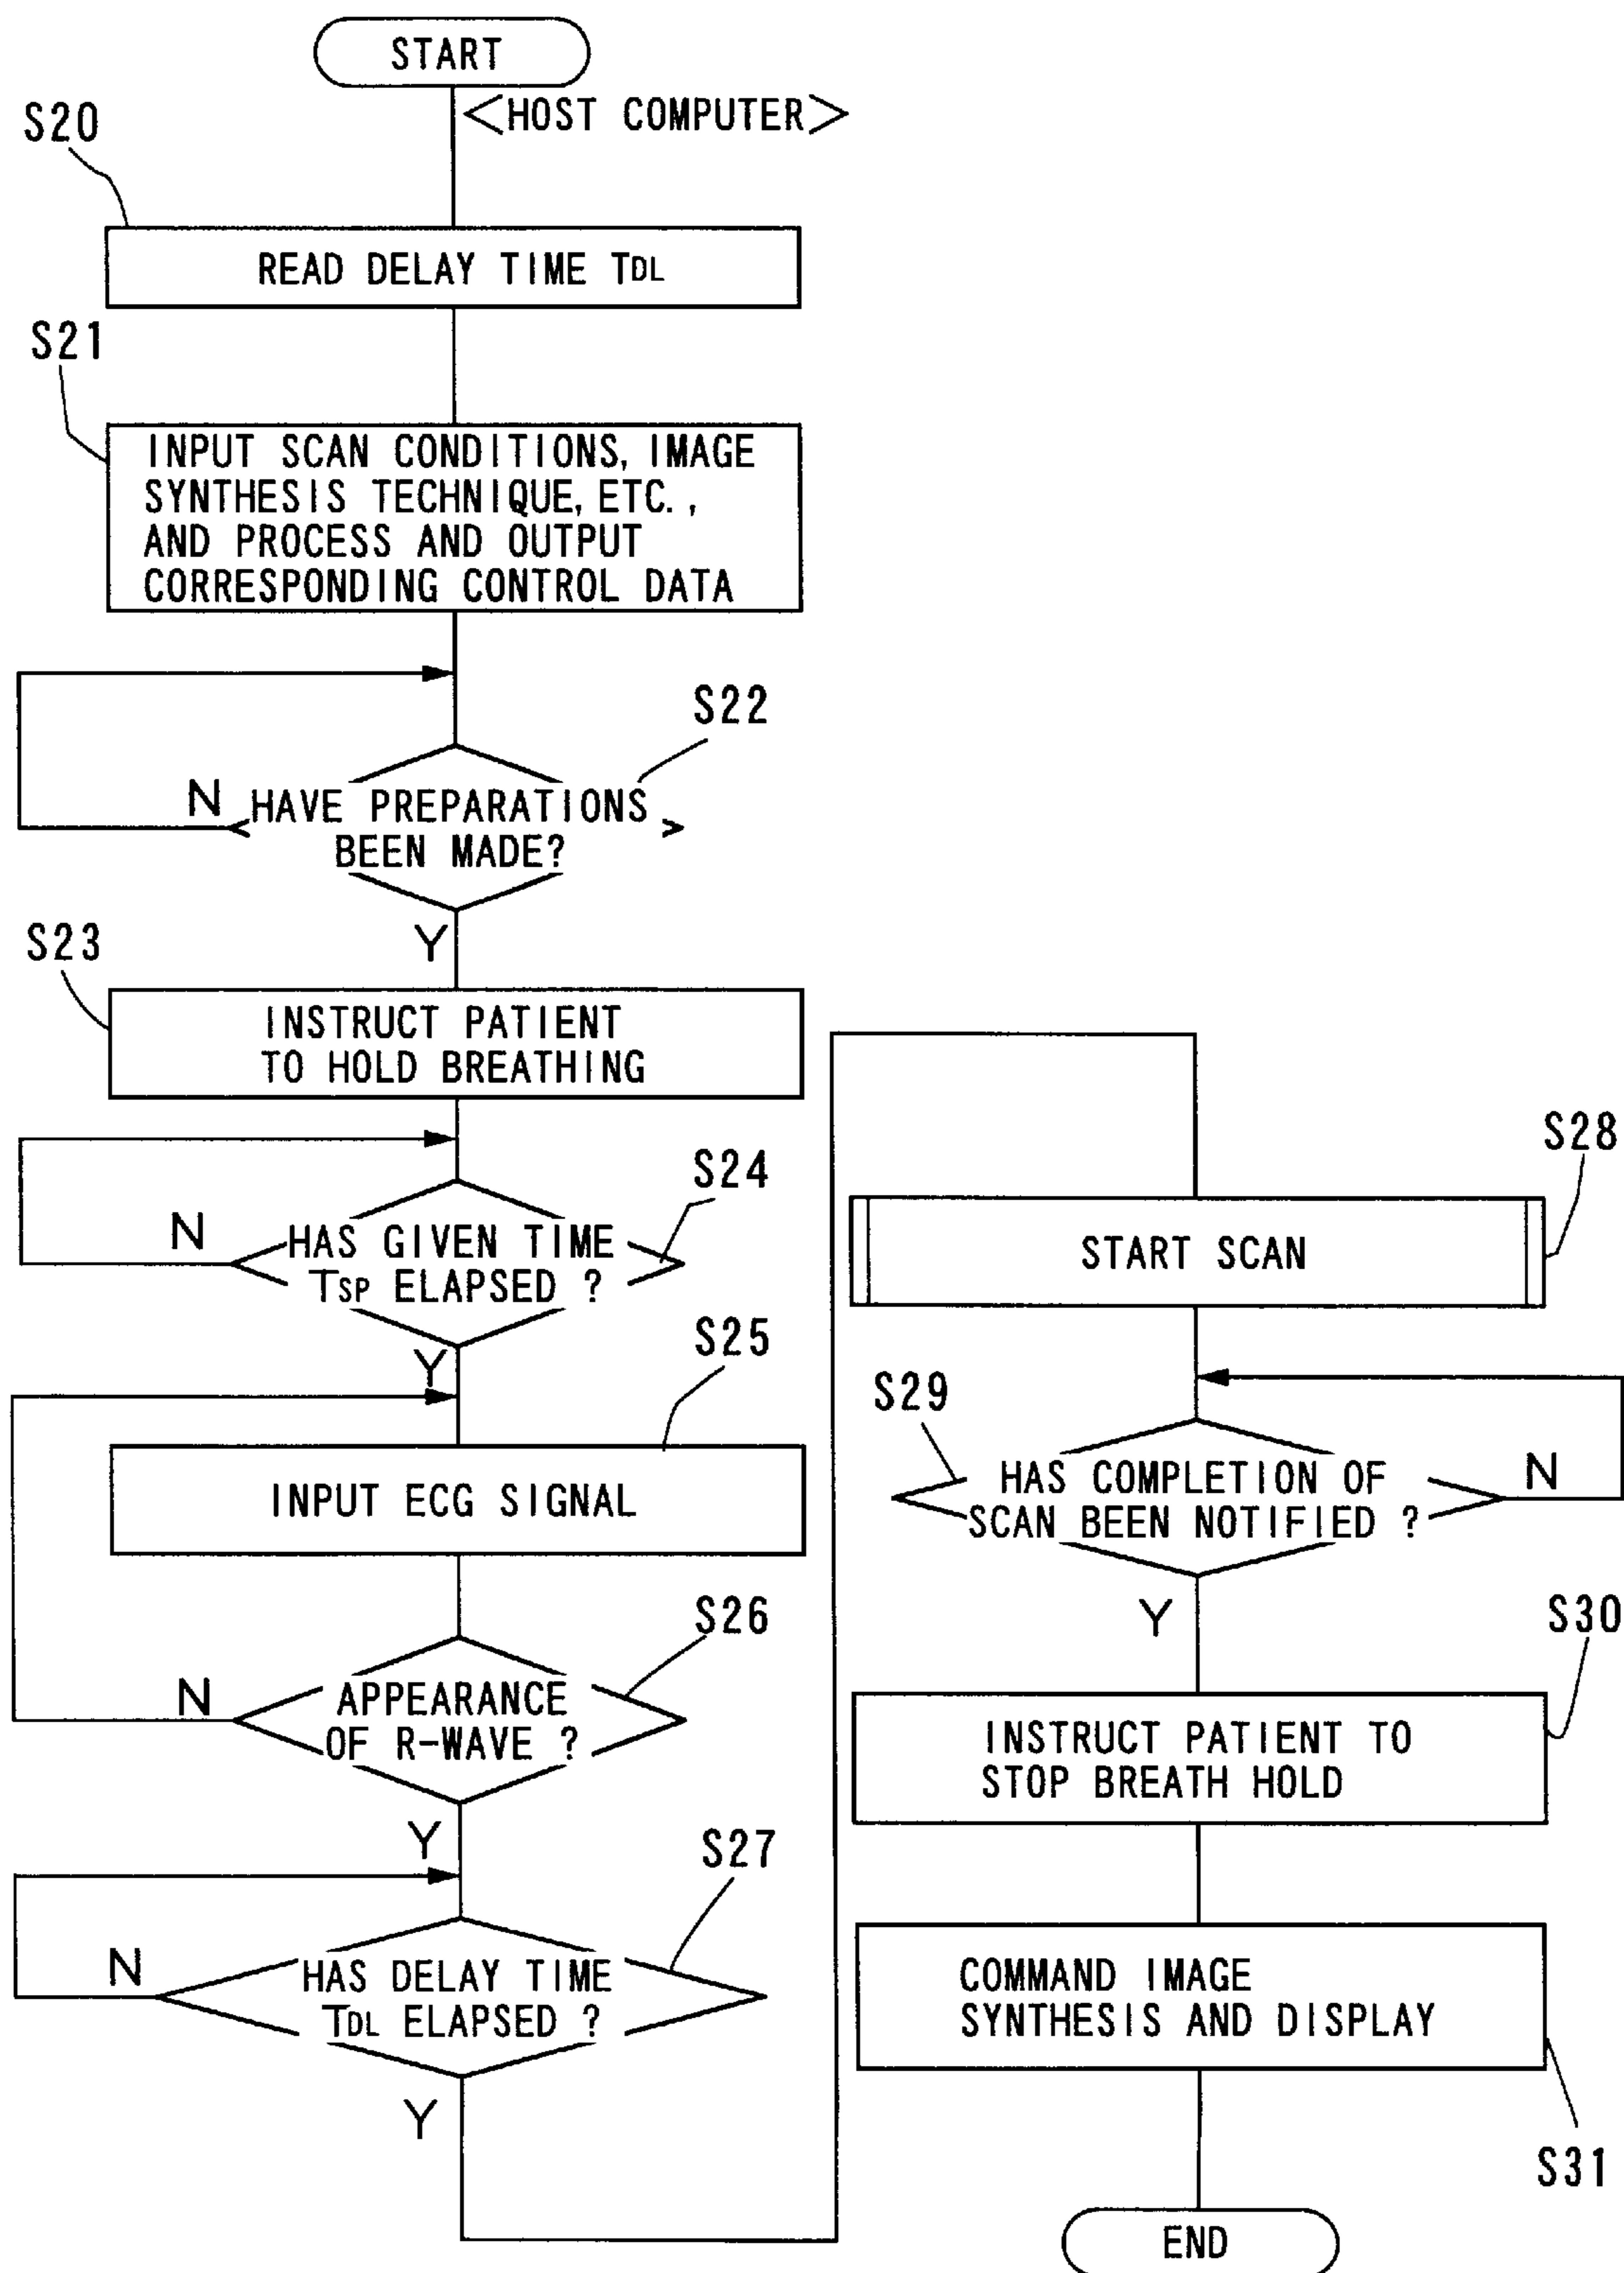 START
<HOST COMPUTER>
S20
READ DELAY TIME TDL
S21
INPUT SCAN CONDITIONS, IMAGE
SYNTHESIS TECHNIQUE, ETC.,
AND PROCESS AND OUTPUT
CORRESPONDING CONTROL DATA
S22
N
HAVE PREPARATIONS
BEEN MADE?
Y
S23
INSTRUCT PATIENT
TO HOLD BREATHING
S24
N
HAS GIVEN TIME
TSP ELAPSED ?
Y
S25
INPUT ECG SIGNAL
S26
N
APPEARANCE
OF R-WAVE ?
Y
S27
N
HAS DELAY TIME
TDL ELAPSED ?
Y
S28
START SCAN
S29
HAS COMPLETION OF
SCAN BEEN NOTIFIED ?
N
Y
S30
INSTRUCT PATIENT TO
STOP BREATH HOLD
COMMAND IMAGE
SYNTHESIS AND DISPLAY
S31
END